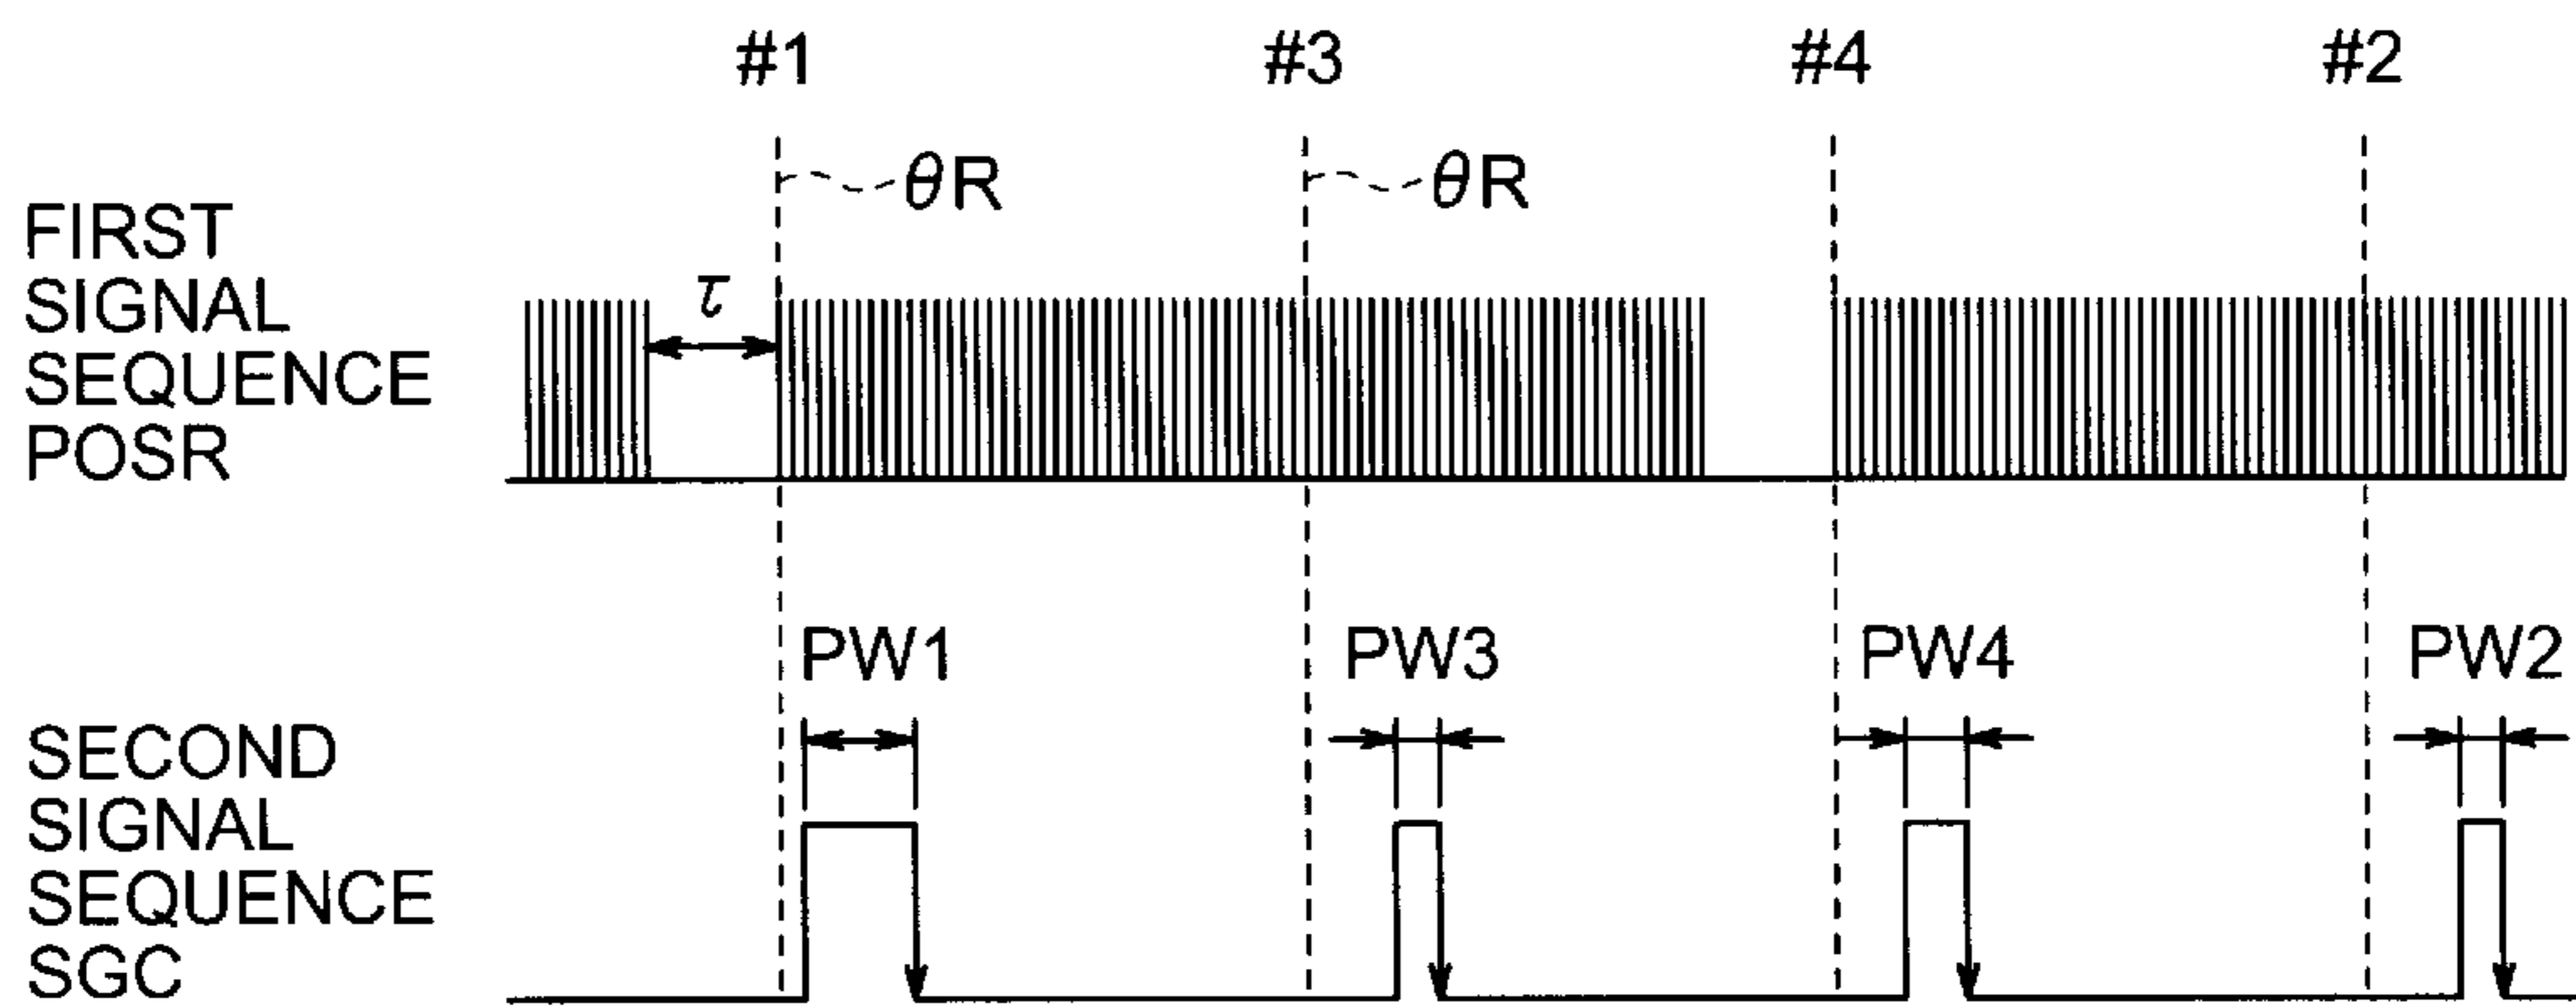 #1 #3 #4 #2
θR θR
FIRST
SIGNAL
SEQUENCE
POSR
τ
PW1 PW3 PW4 PW2
SECOND
SIGNAL
SEQUENCE
SGC